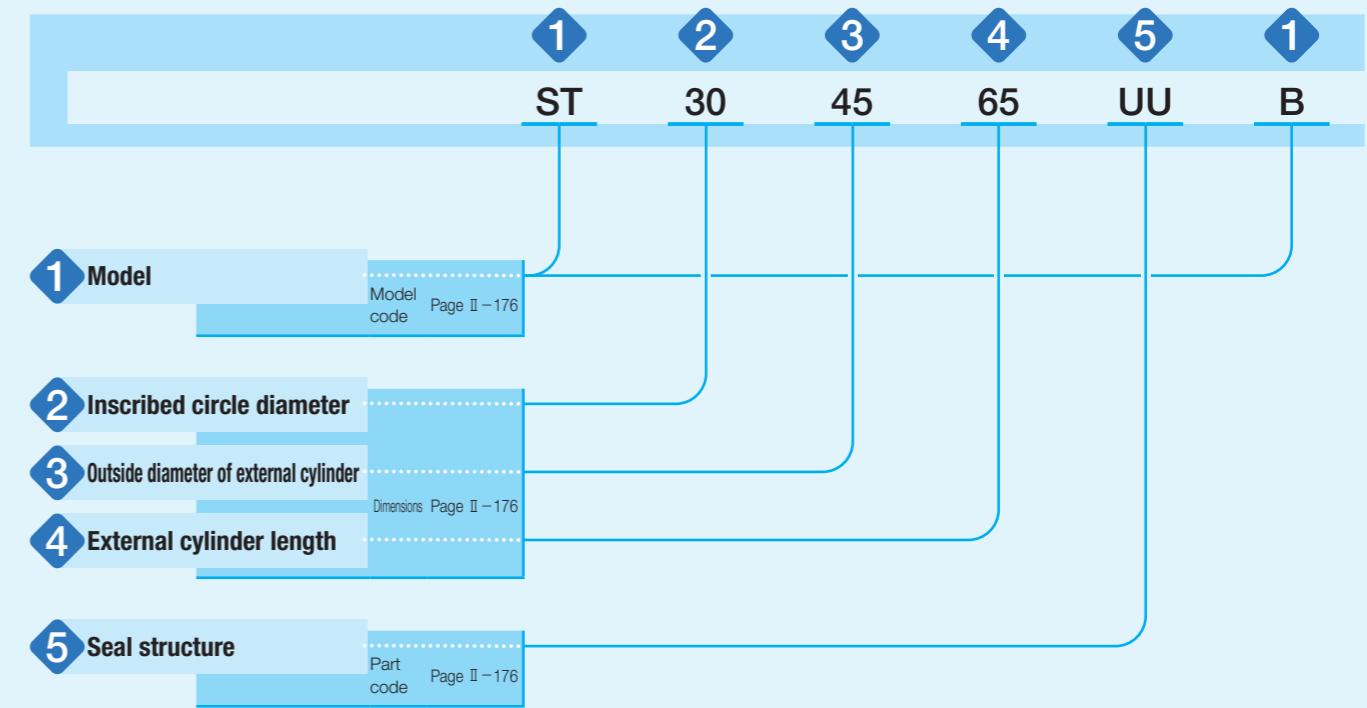 1 2 3 4 5 1
ST 30 45 65 UU B
1 Model
Model
code Page Ⅱ－176
2 Inscribed circle diameter
3 Outside diameter of external cylinder
Dimensions Page Ⅱ－176
4 External cylinder length
5 Seal structure
Part
code Page Ⅱ－176